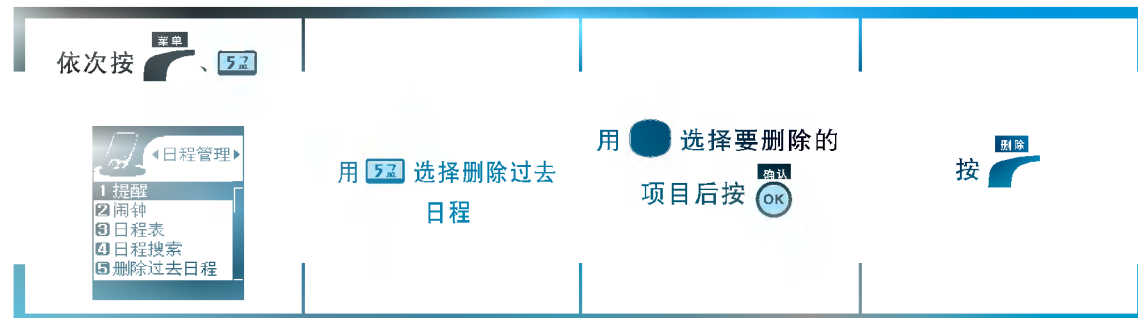 菜单
依次按 、5
日程管理
1 提醒
2 闹钟
3 日程表
4 日程搜索
5 删除过去日程
用 5 选择删除过去
日程
用 选择要删除的
确认
项目后按 OK
删除
按